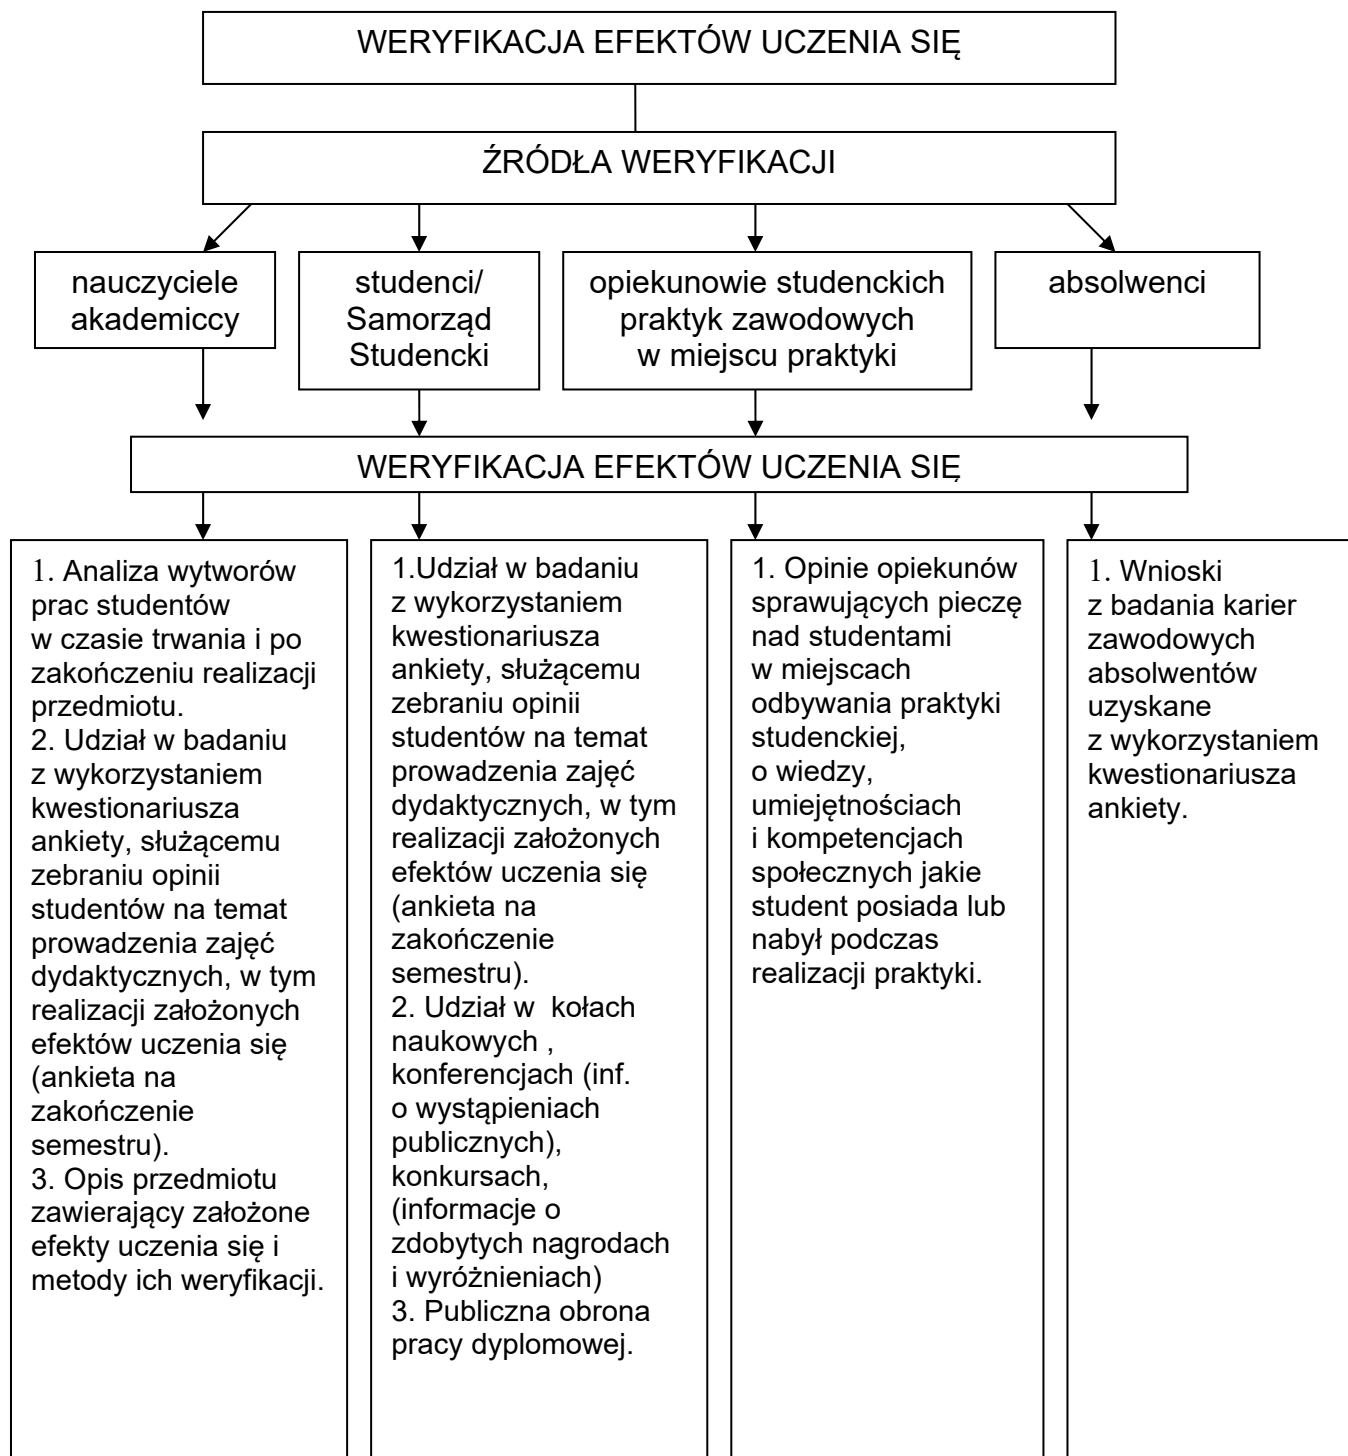 WERYFIKACJA EFEKTÓW UCZENIA SIĘ
ŹRÓDŁA WERYFIKACJI
nauczyciele
akademiccy
studenci/
Samorząd
Studencki
opiekunowie studenckich
praktyk zawodowych
w miejscu praktyki
absolwenci
WERYFIKACJA EFEKTÓW UCZENIA SIĘ
1. Analiza wytworów
prac studentów
w czasie trwania i po
zakończeniu realizacji
przedmiotu.
2. Udział w badaniu
z wykorzystaniem
kwestionariusza
ankiety, służącemu
zebraniu opinii
studentów na temat
prowadzenia zajęć
dydaktycznych, w tym
realizacji założonych
efektów uczenia się
(ankieta na
zakończenie
semestru).
3. Opis przedmiotu
zawierający założone
efekty uczenia się i
metody ich weryfikacji.
1.Udział w badaniu
z wykorzystaniem
kwestionariusza
ankiety, służącemu
zebraniu opinii
studentów na temat
prowadzenia zajęć
dydaktycznych, w tym
realizacji założonych
efektów uczenia się
(ankieta na
zakończenie
semestru).
2. Udział w  kołach
naukowych ,
konferencjach (inf.
o wystąpieniach
publicznych),
konkursach,
(informacje o
zdobytych nagrodach
i wyróżnieniach)
3. Publiczna obrona
pracy dyplomowej.
1. Opinie opiekunów
sprawujących pieczę
nad studentami
w miejscach
odbywania praktyki
studenckiej,
o wiedzy,
umiejętnościach
i kompetencjach
społecznych jakie
student posiada lub
nabył podczas
realizacji praktyki.
1. Wnioski
z badania karier
zawodowych
absolwentów
uzyskane
z wykorzystaniem
kwestionariusza
ankiety.